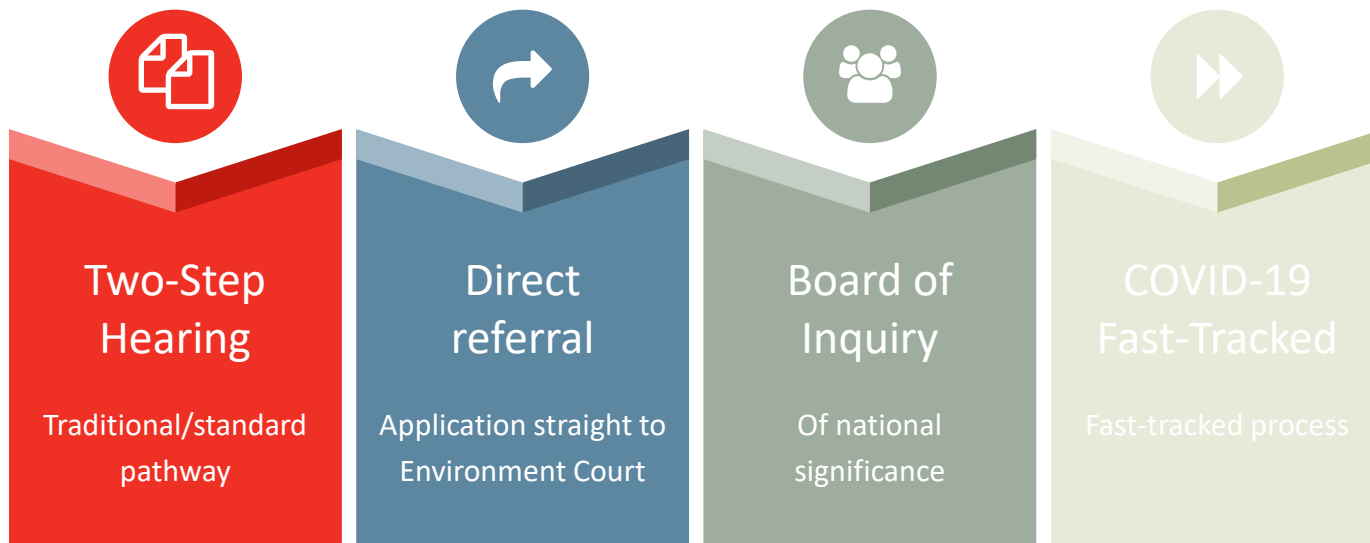 Two-Step
Hearing
Traditional/standard
pathway
Direct
referral
Application straight to
Environment Court
Board of
Inquiry
Of national
significance
COVID-19
Fast-Tracked
Fast-tracked process